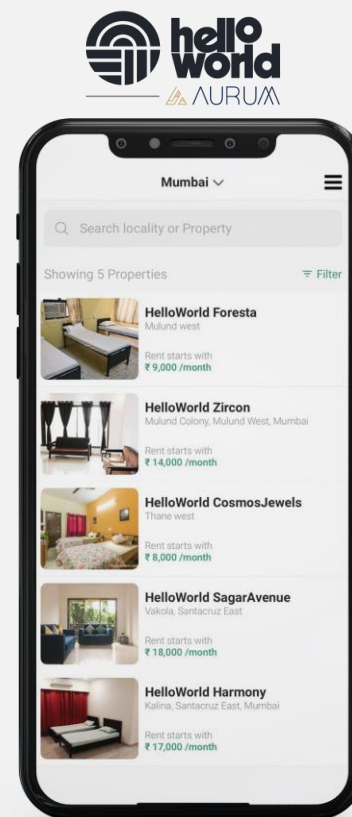 hello
world
AURUM
Mumbai
Search locality or Property
Showing 5 Properties
Filter
HelloWorld Foresta
Mulund west
Rent starts with
₹ 9,000 /month
HelloWorld Zircon
Mulund Colony, Mulund West, Mumbai
Rent starts with
₹ 14,000 /month
HelloWorld CosmosJewels
Thane west
Rent starts with
₹ 8,000 /month
HelloWorld SagarAvenue
Vakola, Santacruz East
Rent starts with
₹ 18,000 /month
HelloWorld Harmony
Kalina, Santacruz East, Mumbai
Rent starts with
₹ 17,000 /month